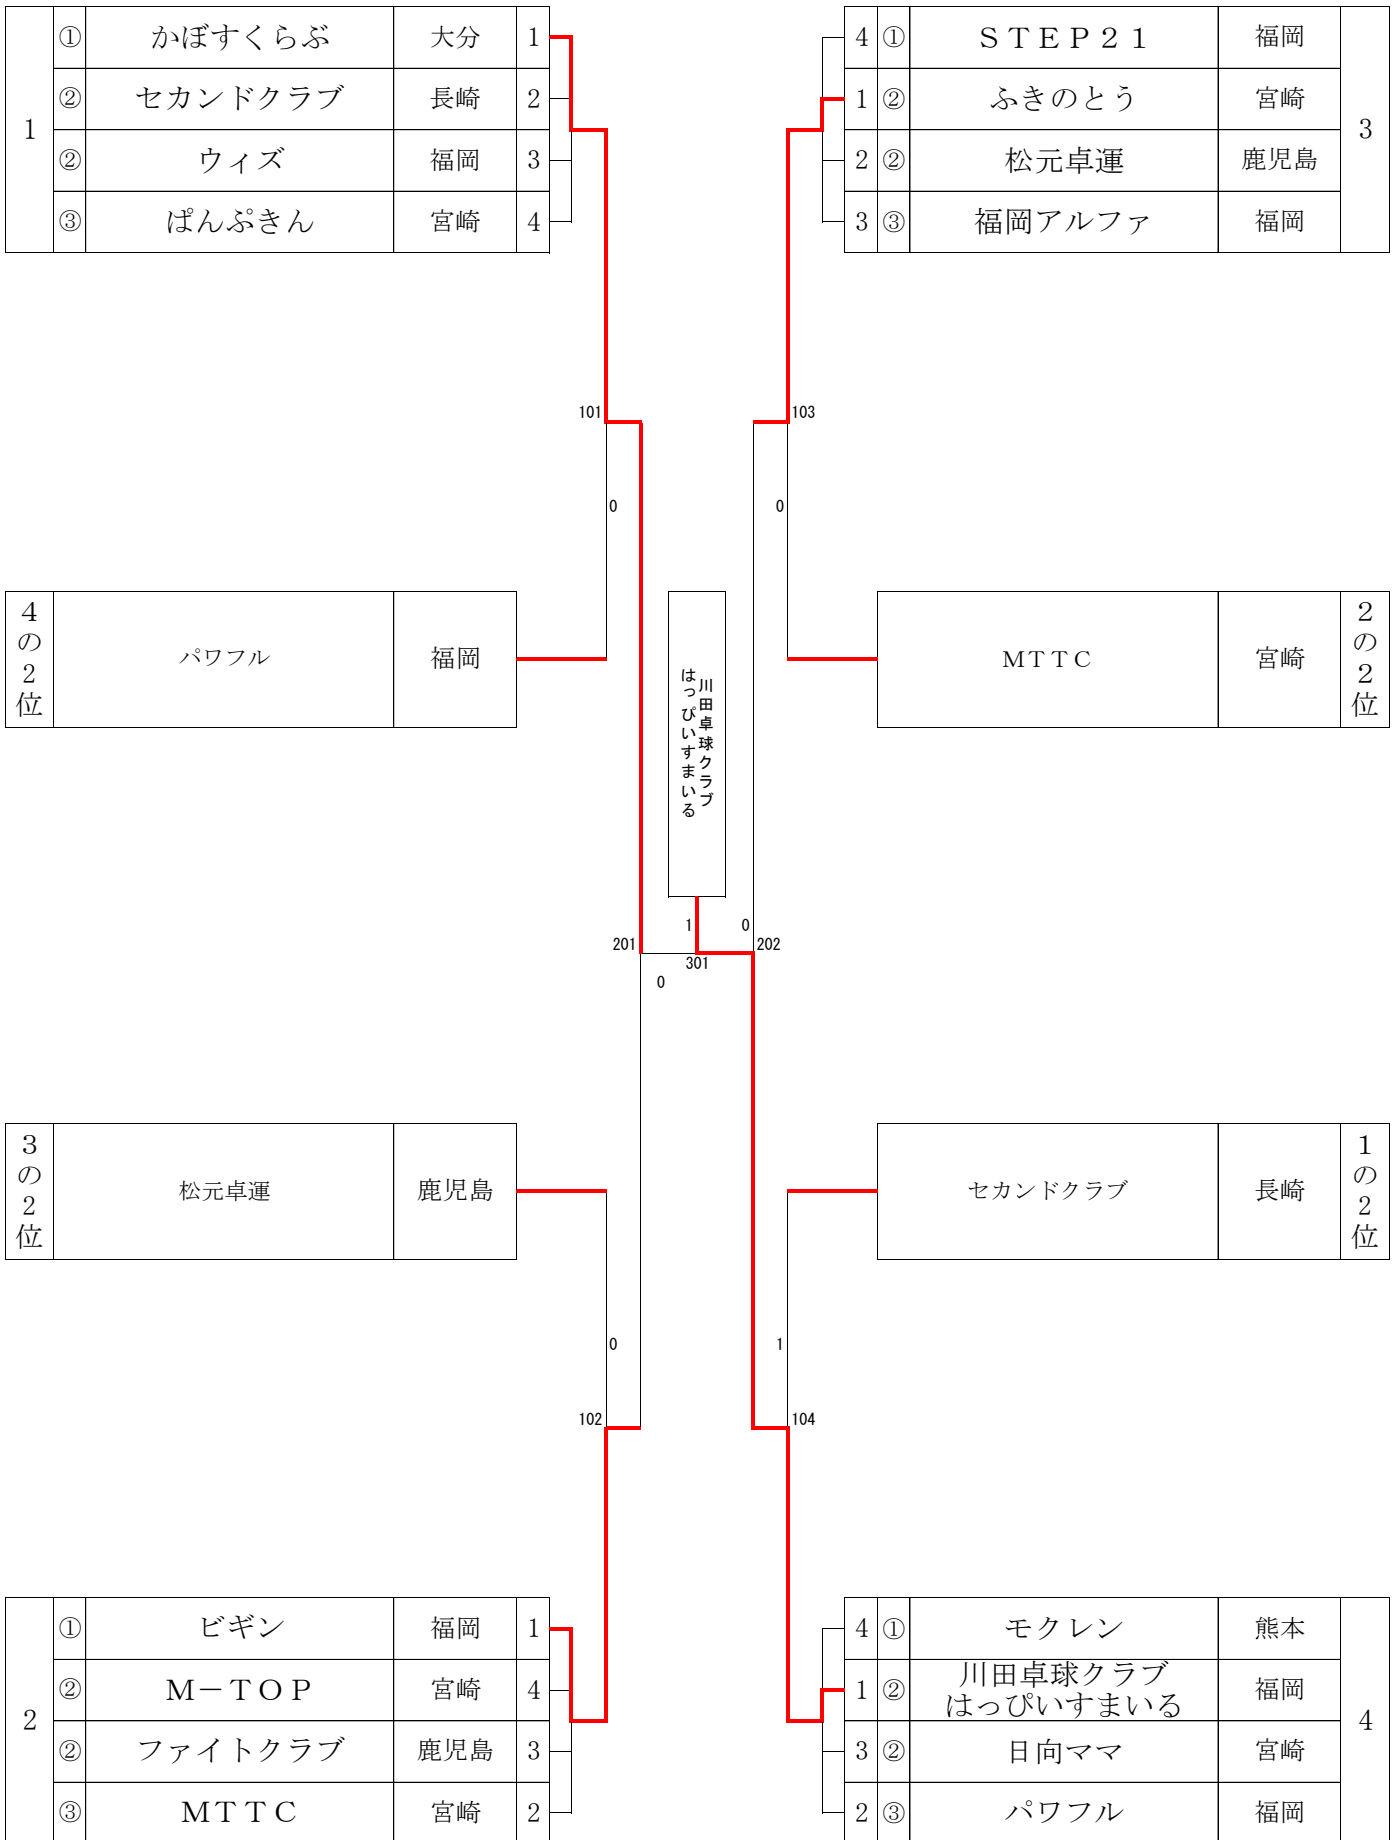 1
① かぼすくらぶ 大分 1
② セカンドクラブ 長崎 2
② ウィズ 福岡 3
③ ぱんぷきん 宮崎 4
4 ① ＳＴＥＰ２１ 福岡
1 ② ふきのとう 宮崎
2 ② 松元卓運 鹿児島
3 ③ 福岡アルファ 福岡
3
101
103
0
0
4の2位 パワフル 福岡
MTTC 宮崎 2の2位
川田卓球クラブ
はっぴいすまいる
1
0
201
202
301
0
3の2位 松元卓運 鹿児島
セカンドクラブ 長崎 1の2位
0
1
102
104
2
① ビギン 福岡 1
② Ｍ－ＴＯＰ 宮崎 4
② ファイトクラブ 鹿児島 3
③ ＭＴＴＣ 宮崎 2
4 ① モクレン 熊本
1 ② 川田卓球クラブ
はっぴいすまいる 福岡
3 ② 日向ママ 宮崎
2 ③ パワフル 福岡
4